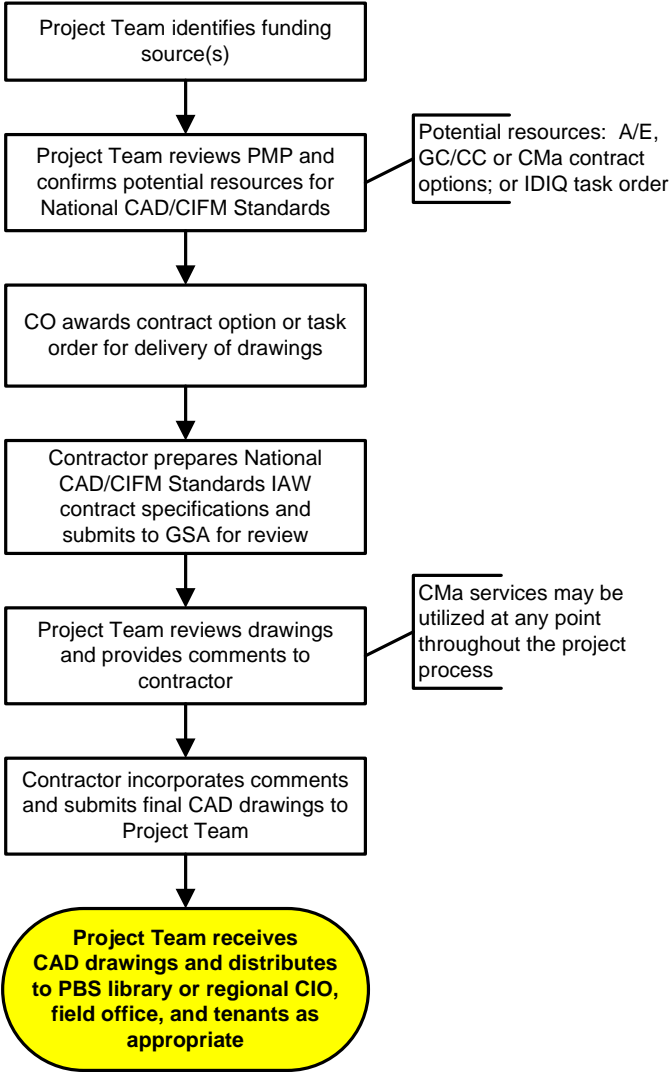 Project Team identifies funding
source(s)
Project Team reviews PMP and
confirms potential resources for
National CAD/CIFM Standards
Potential resources: A/E,
GC/CC or CMa contract
options; or IDIQ task order
CO awards contract option or task
order for delivery of drawings
Contractor prepares National
CAD/CIFM Standards IAW
contract specifications and
submits to GSA for review
Project Team reviews drawings
and provides comments to
contractor
CMa services may be
utilized at any point
throughout the project
process
Contractor incorporates comments
and submits final CAD drawings to
Project Team
Project Team receives
CAD drawings and distributes
to PBS library or regional CIO,
field office, and tenants as
appropriate